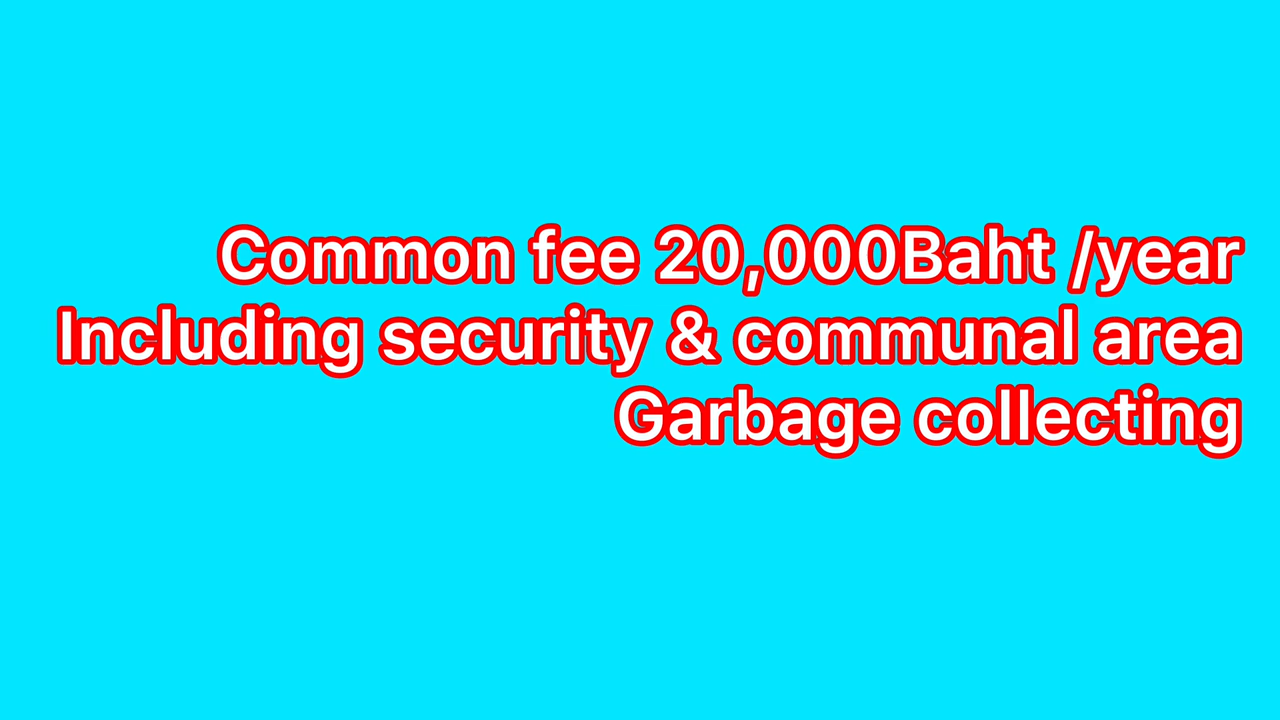 Common fee 20,000Baht /year
Including security & communal area
Garbage collecting